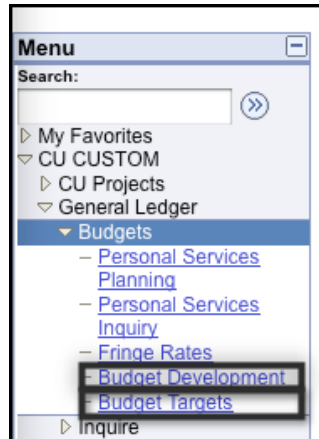 Menu
Search:
My Favorites
CU CUSTOM
CU Projects
General Ledger
Budgets
– Personal Services
Planning
– Personal Services
Inquiry
– Fringe Rates
– Budget Development
– Budget Targets
Inquire